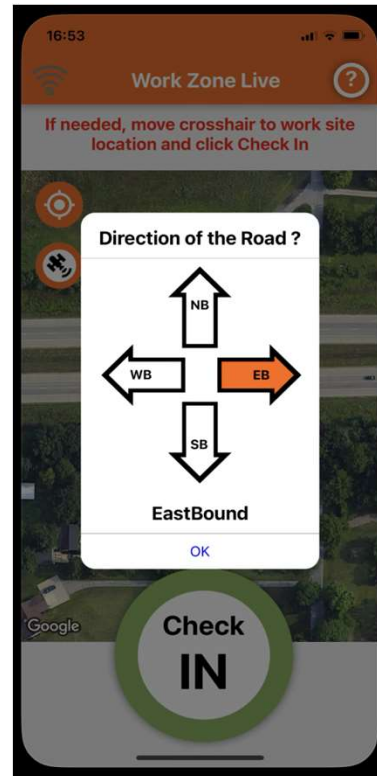 16:53
Work Zone Live
?
If needed, move crosshair to work site
location and click Check In
Direction of the Road ?
NB
WB
EB
SB
EastBound
OK
Google
Check
IN